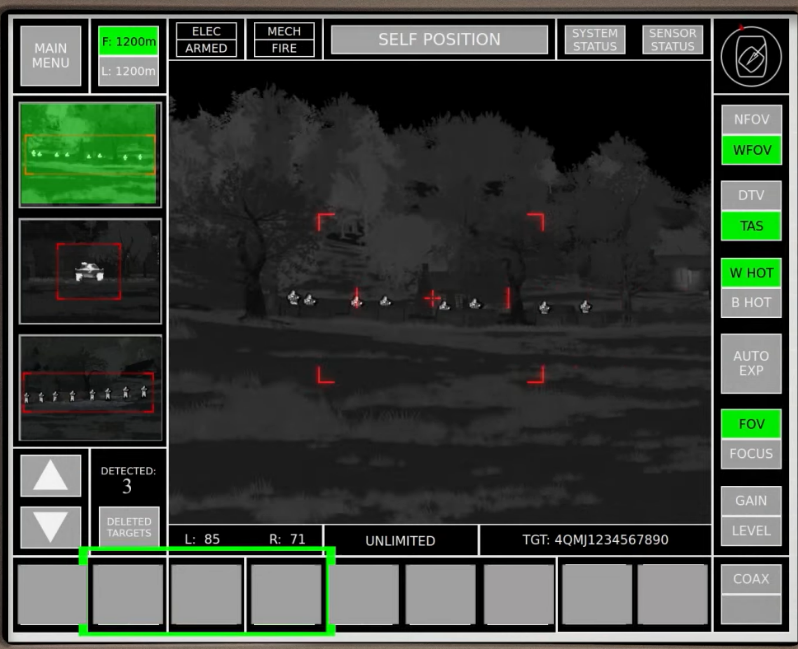 MAIN
MENU
F: 1200m
L: 1200m
ELEC
ARMED
MECH
FIRE
SELF POSITION
SYSTEM
STATUS
SENSOR
STATUS
NFOV
WFOV
DTV
TAS
W HOT
B HOT
AUTO
EXP
FOV
FOCUS
GAIN
LEVEL
COAX
DETECTED:
3
DELETED
TARGETS
L: 85 R: 71
UNLIMITED
TGT: 4QMJ1234567890